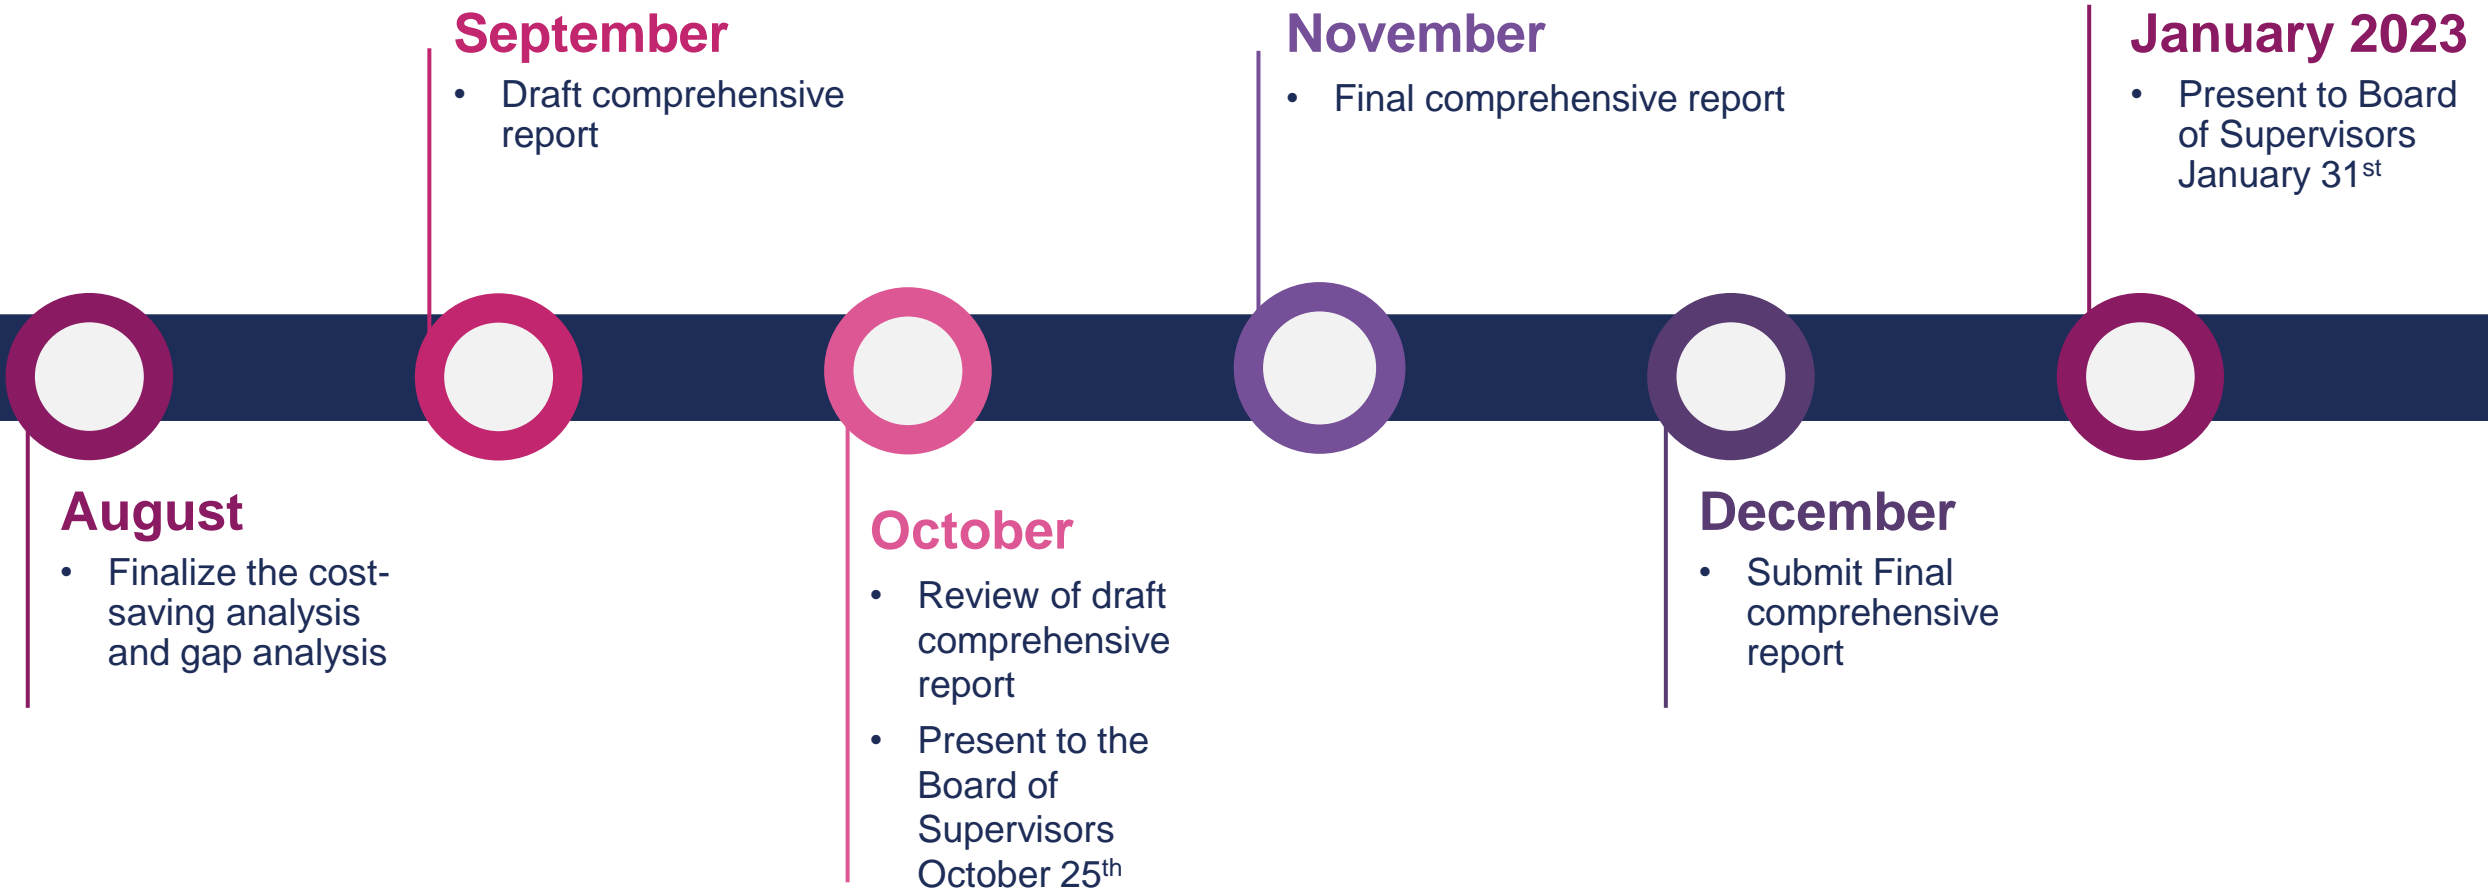 September
• Draft comprehensive
report
November
• Final comprehensive report
January 2023
• Present to Board
of Supervisors
January 31st
August
• Finalize the cost-
saving analysis
and gap analysis
October
• Review of draft
comprehensive
report
• Present to the
Board of
Supervisors
October 25th
December
• Submit Final
comprehensive
report